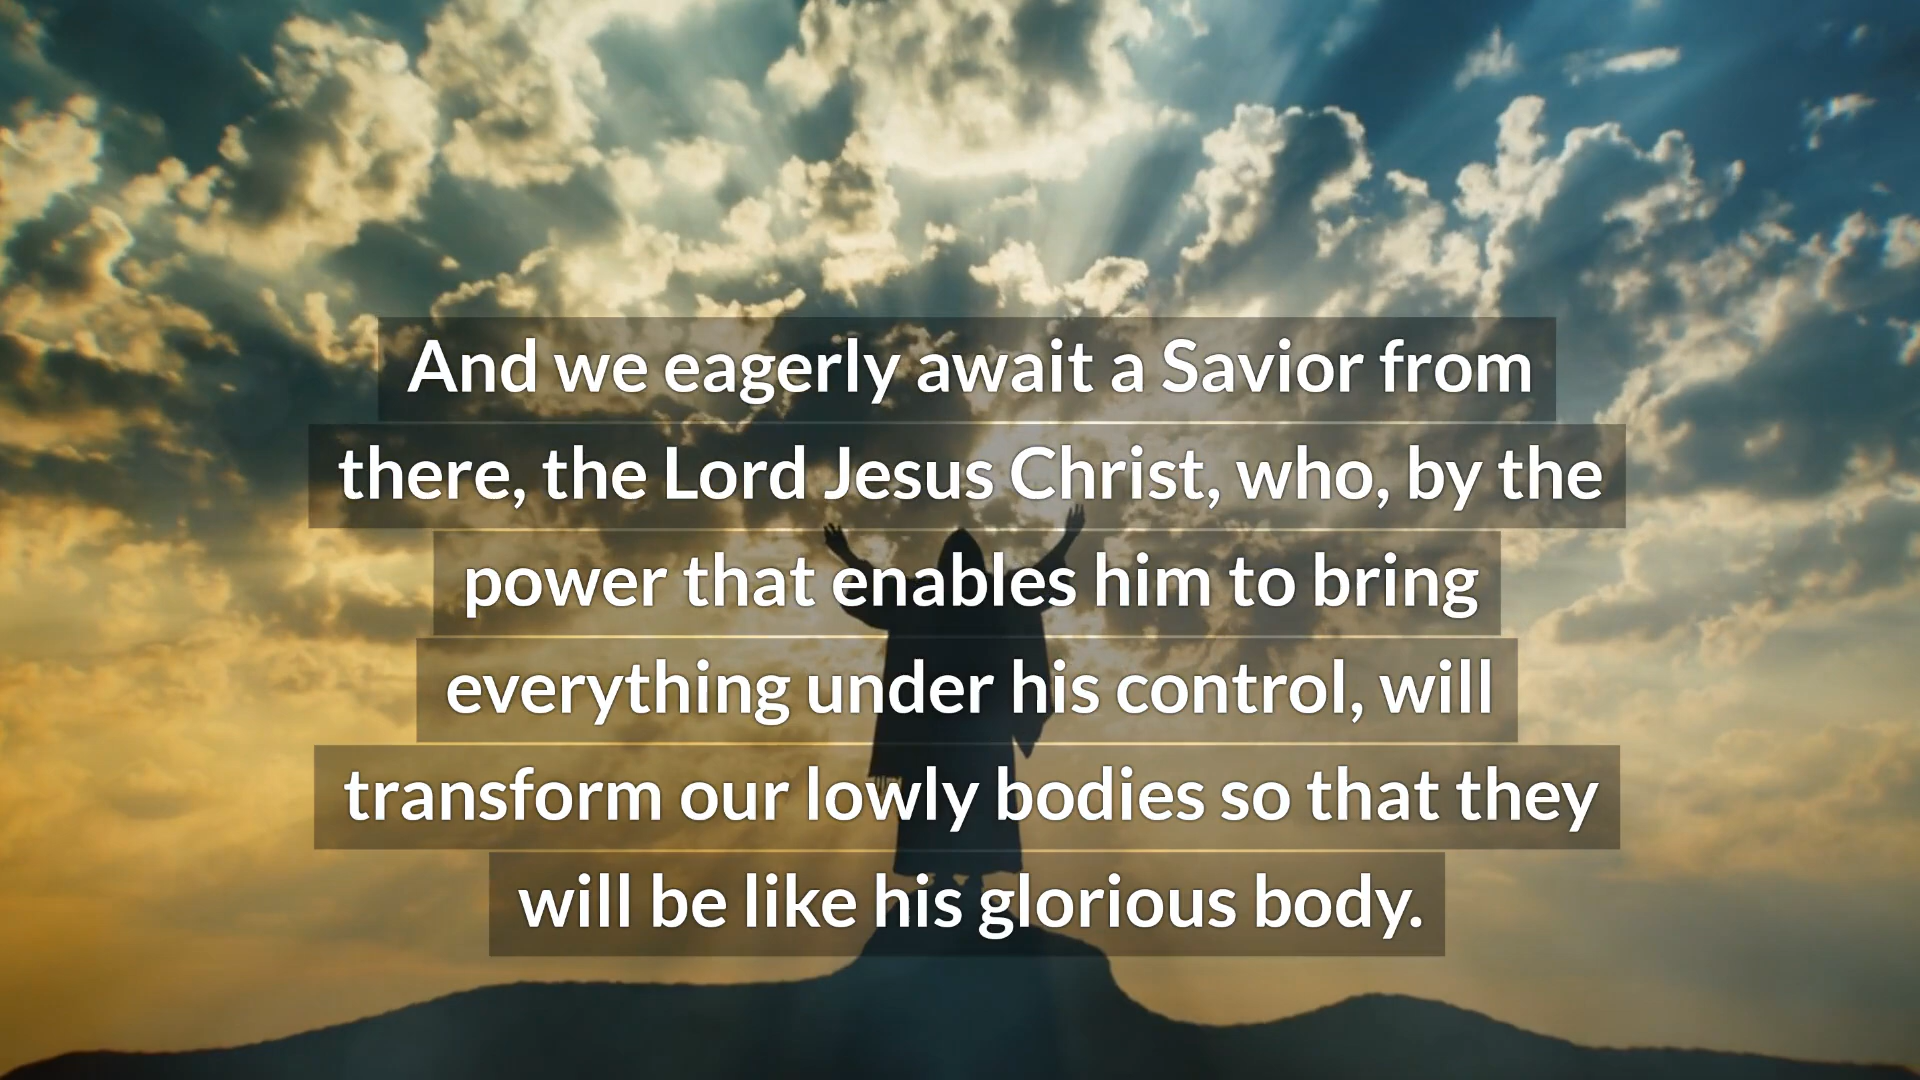 And we eagerly await a Savior from
there, the Lord Jesus Christ, who, by the
power that enables him to bring
everything under his control, will
transform our lowly bodies so that they
will be like his glorious body.